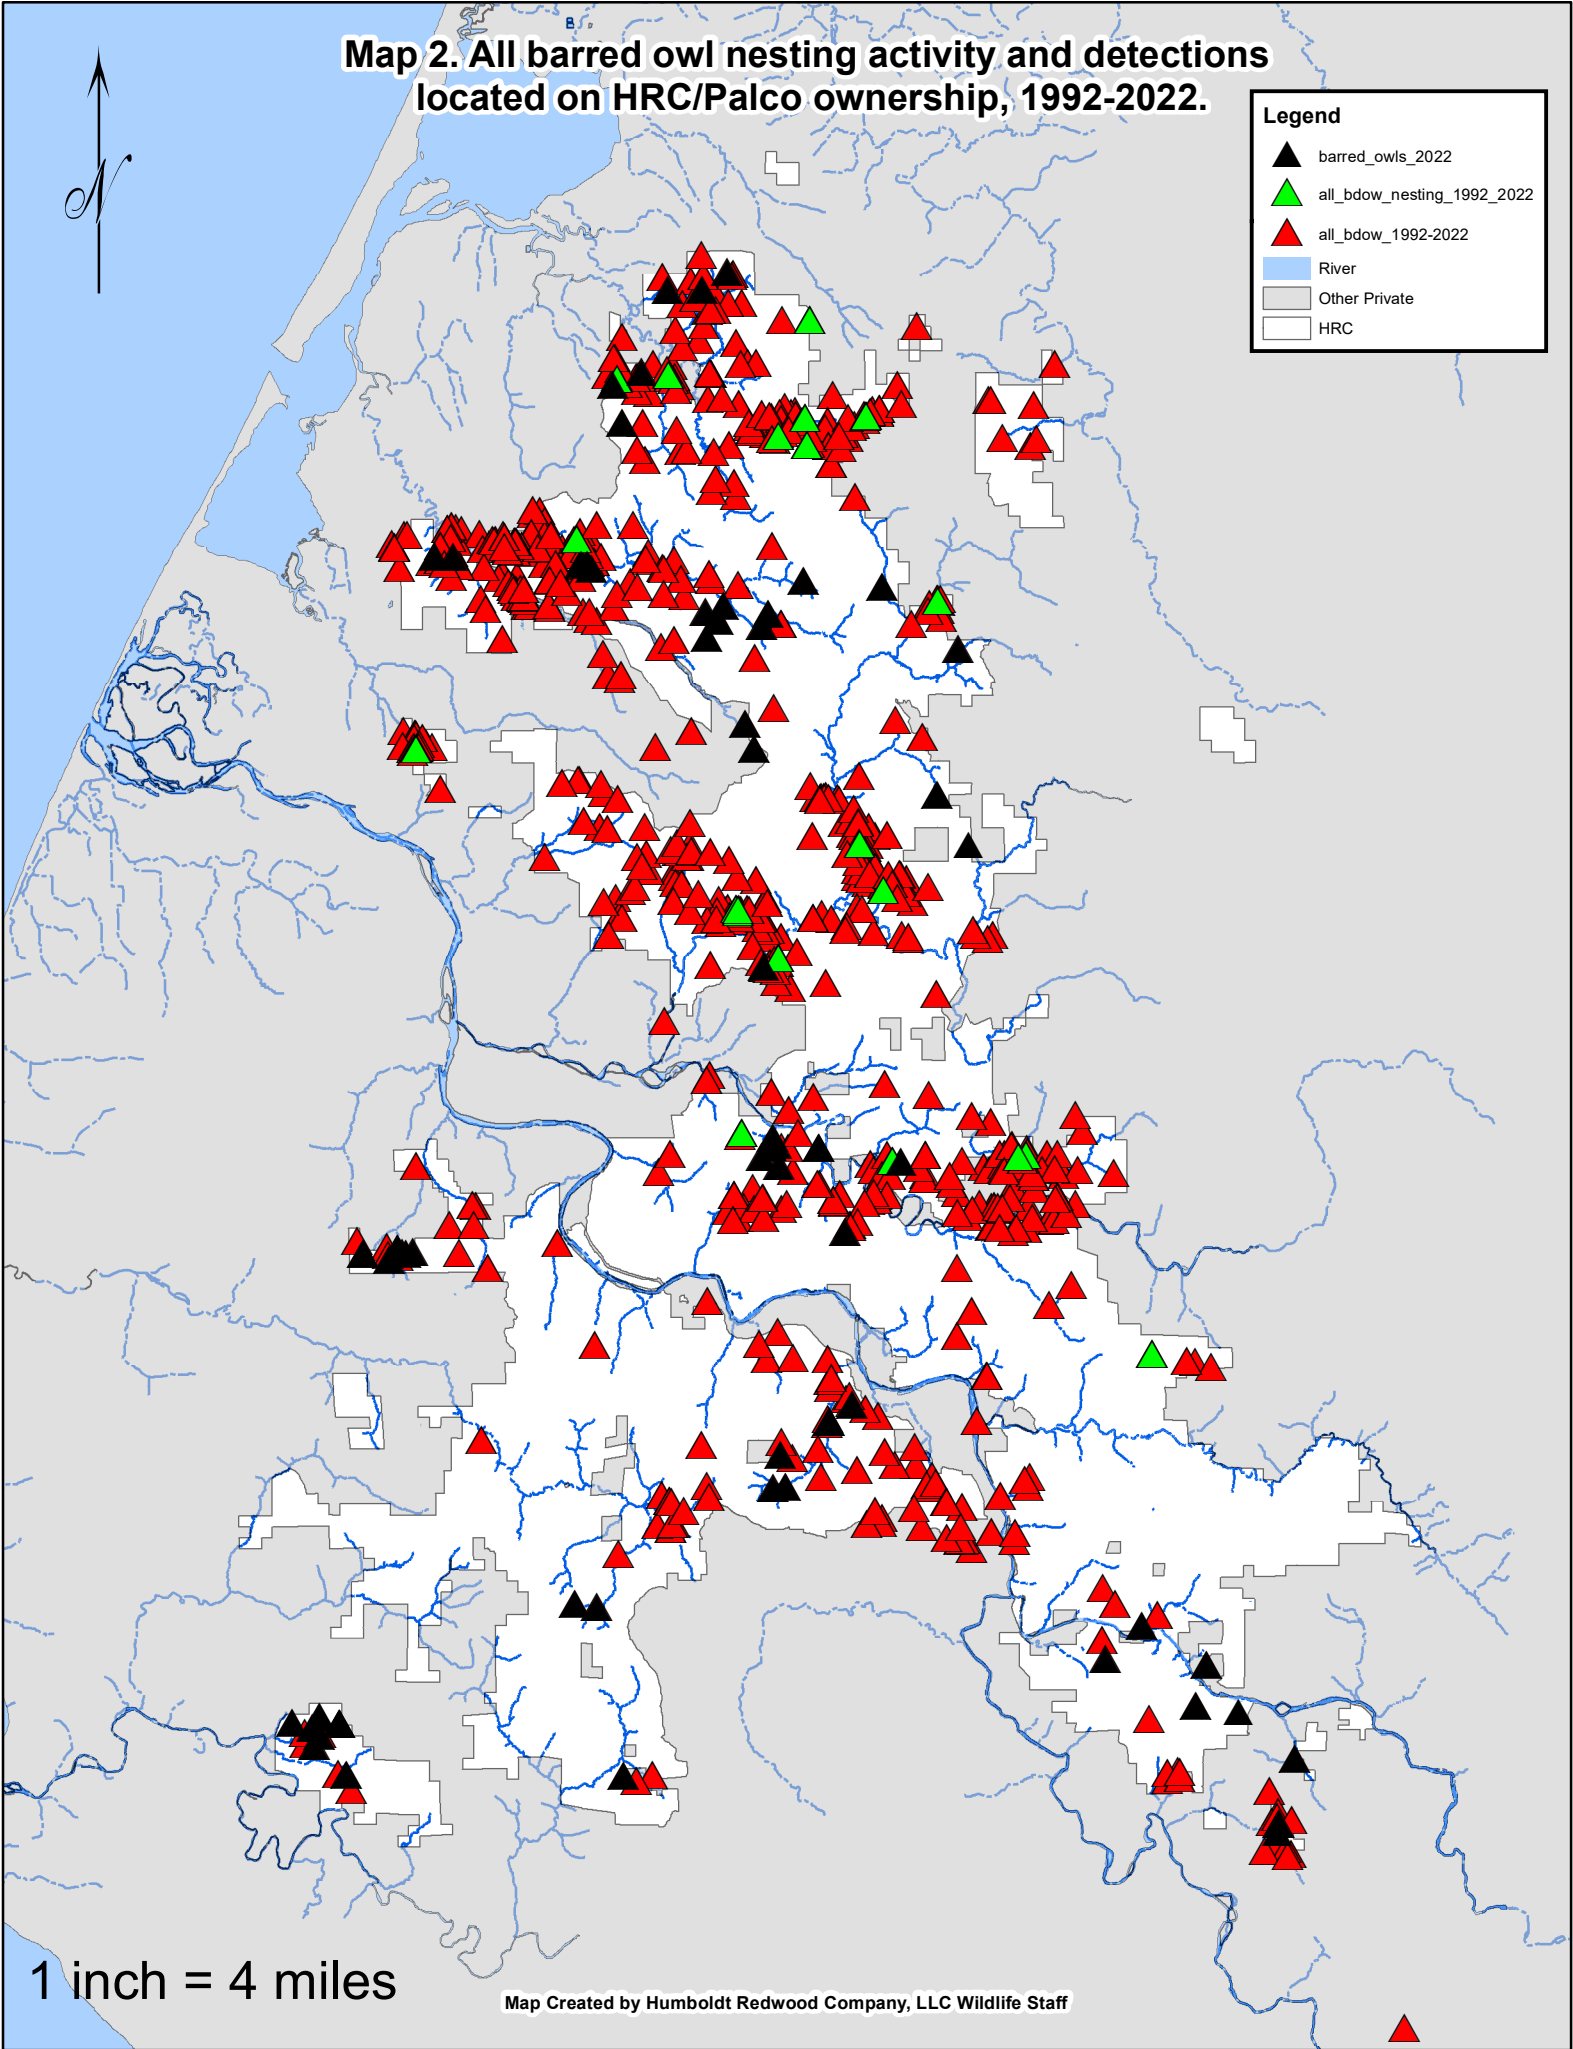 Map 2. All barred owl nesting activity and detections
located on HRC/Palco ownership, 1992-2022.
N
Legend
barred_owls_2022
all_bdow_nesting_1992_2022
all_bdow_1992-2022
River
Other Private
HRC
1 inch = 4 miles
Map Created by Humboldt Redwood Company, LLC Wildlife Staff